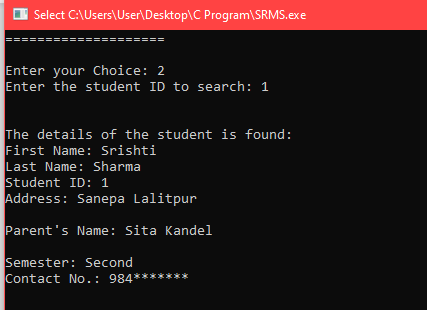 Select C:\Users\User\Desktop\C Program\SRMS.exe
====================
Enter your Choice: 2
Enter the student ID to search: 1
The details of the student is found:
First Name: Srishti
Last Name: Sharma
Student ID: 1
Address: Sanepa Lalitpur
Parent's Name: Sita Kandel
Semester: Second
Contact No.: 984*******